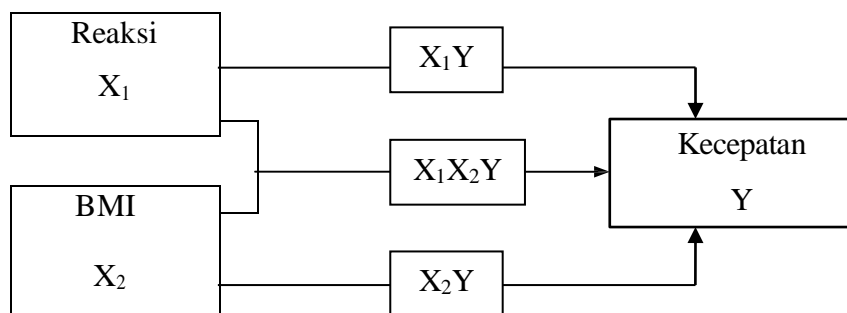 Reaksi
X₁
X₁Y
X₁X₂Y
Kecepatan
Y
BMI
X₂
X₂Y